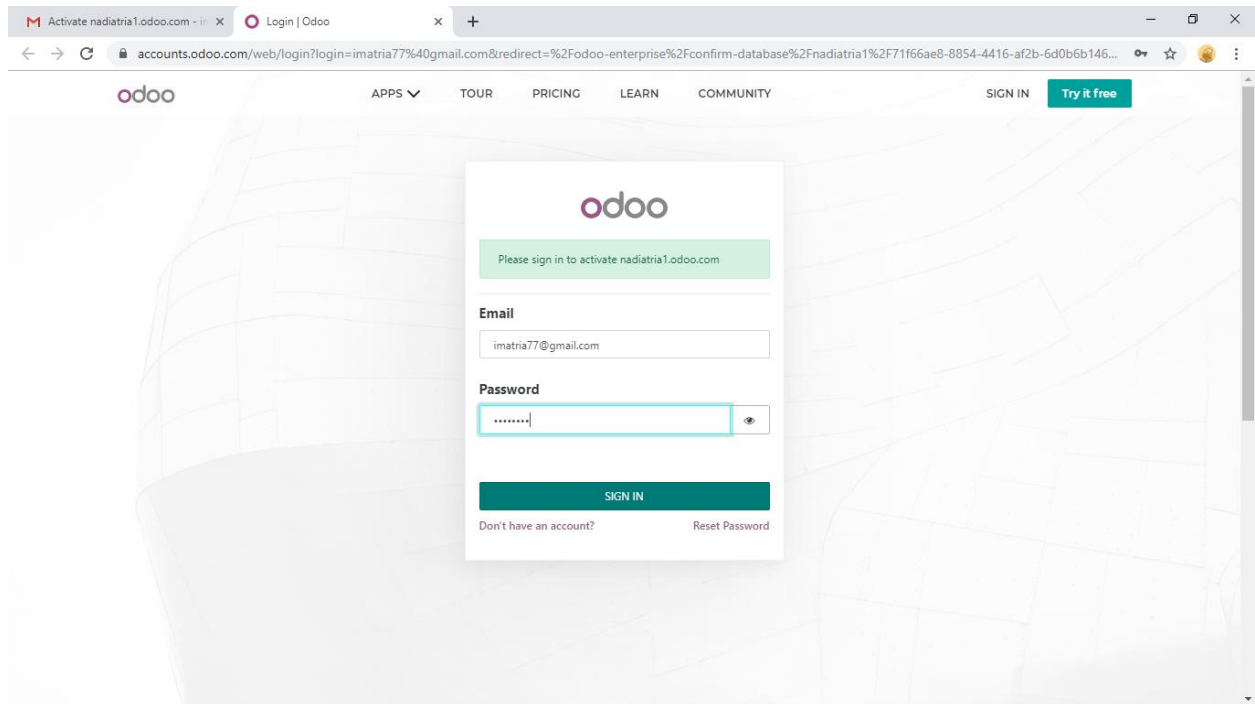 Activate nadiatria1.odoo.com - in
Login | Odoo
accounts.odoo.com/web/login?login=imatria77%40gmail.com&redirect=%2Fodoo-enterprise%2Fconfirm-database%2Fnadiatria1%2F71f66ae8-8854-4416-af2b-6d0b6b146...
odoo
APPS
TOUR
PRICING
LEARN
COMMUNITY
SIGN IN
Try it free
odoo
Please sign in to activate nadiatria1.odoo.com
Email
imatria77@gmail.com
Password
••••••••
SIGN IN
Don't have an account?
Reset Password